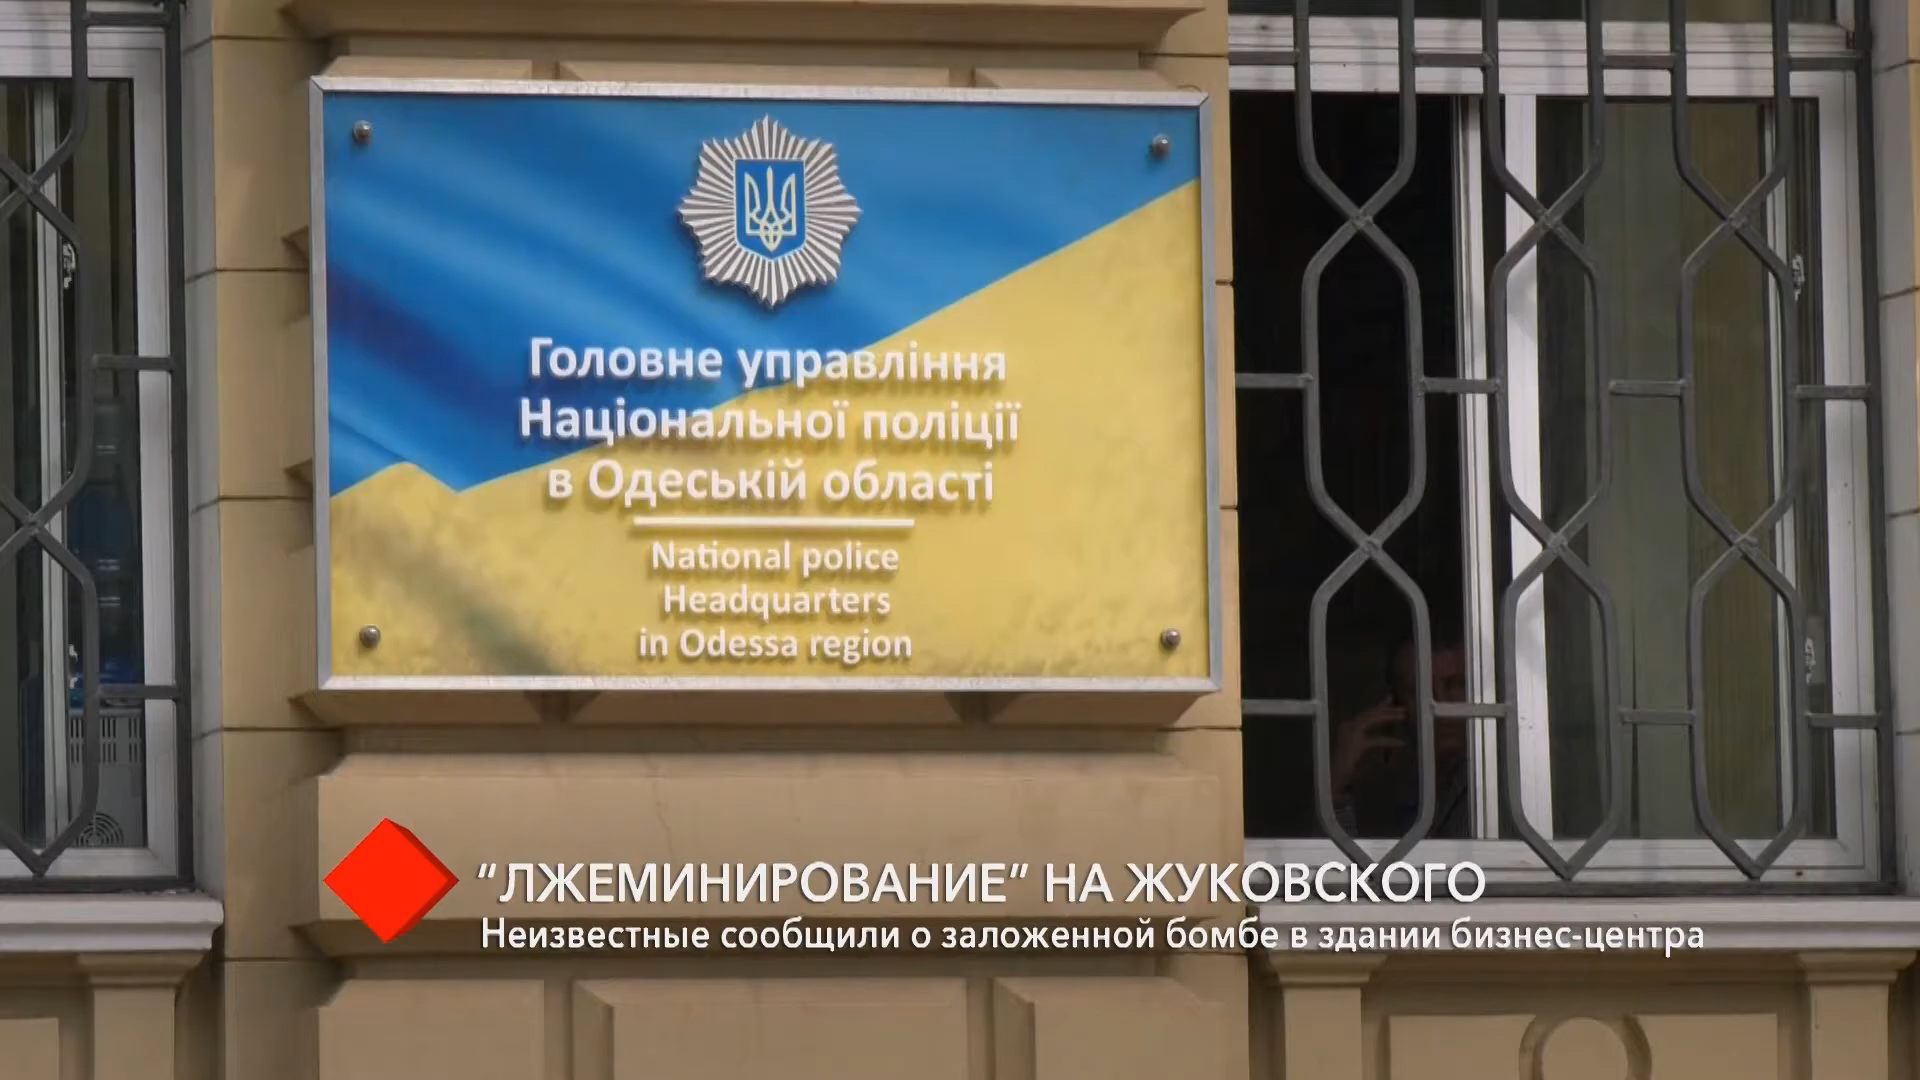 Головне управління
Національної поліції
в Одеській області
National police
Headquarters
in Odessa region
“ЛЖЕМИНИРОВАНИЕ” НА ЖУКОВСКОГО
Неизвестные сообщили о заложенной бомбе в здании бизнес-центра